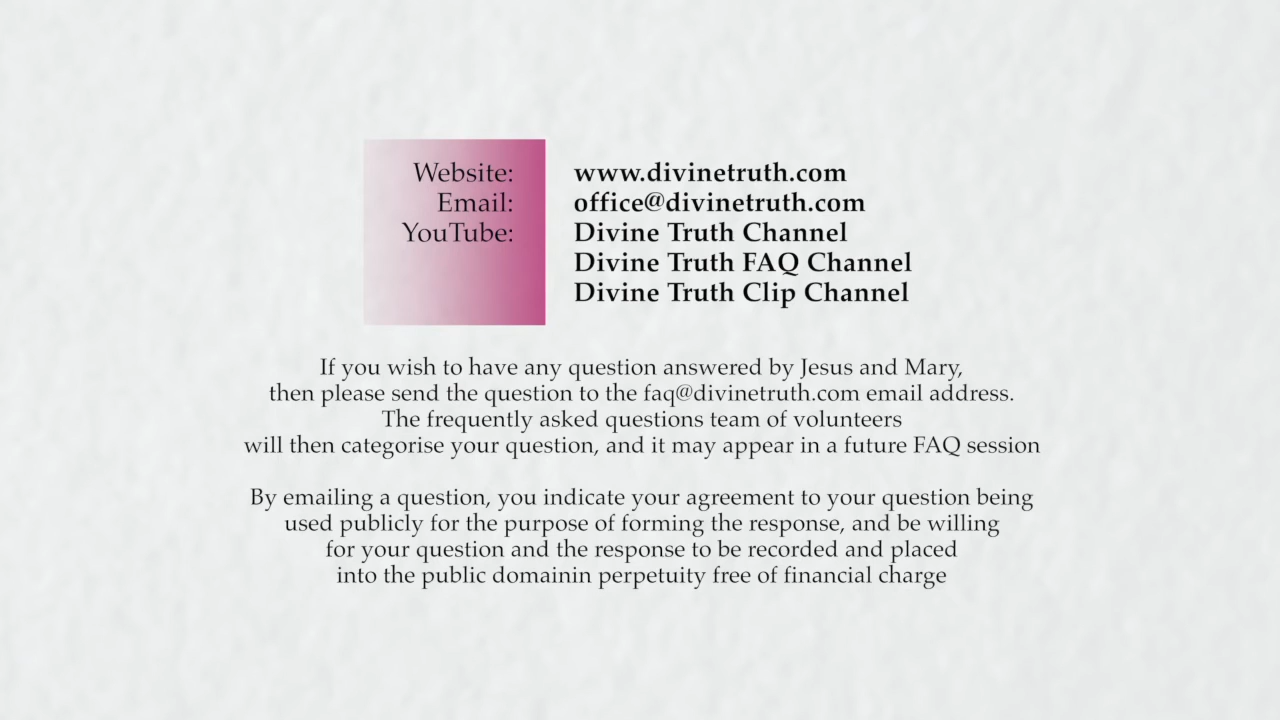 Website: www.divinetruth.com
Email: office@divinetruth.com
YouTube: Divine Truth Channel
Divine Truth FAQ Channel
Divine Truth Clip Channel
If you wish to have any question answered by Jesus and Mary,
then please send the question to the faq@divinetruth.com email address.
The frequently asked questions team of volunteers
will then categorise your question, and it may appear in a future FAQ session
By emailing a question, you indicate your agreement to your question being
used publicly for the purpose of forming the response, and be willing
for your question and the response to be recorded and placed
into the public domainin perpetuity free of financial charge